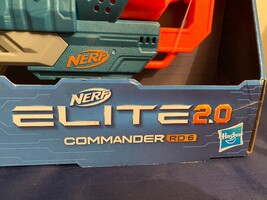 NERF
NERF
ELITE 2.0
COMMANDER RD-6
Hasbro